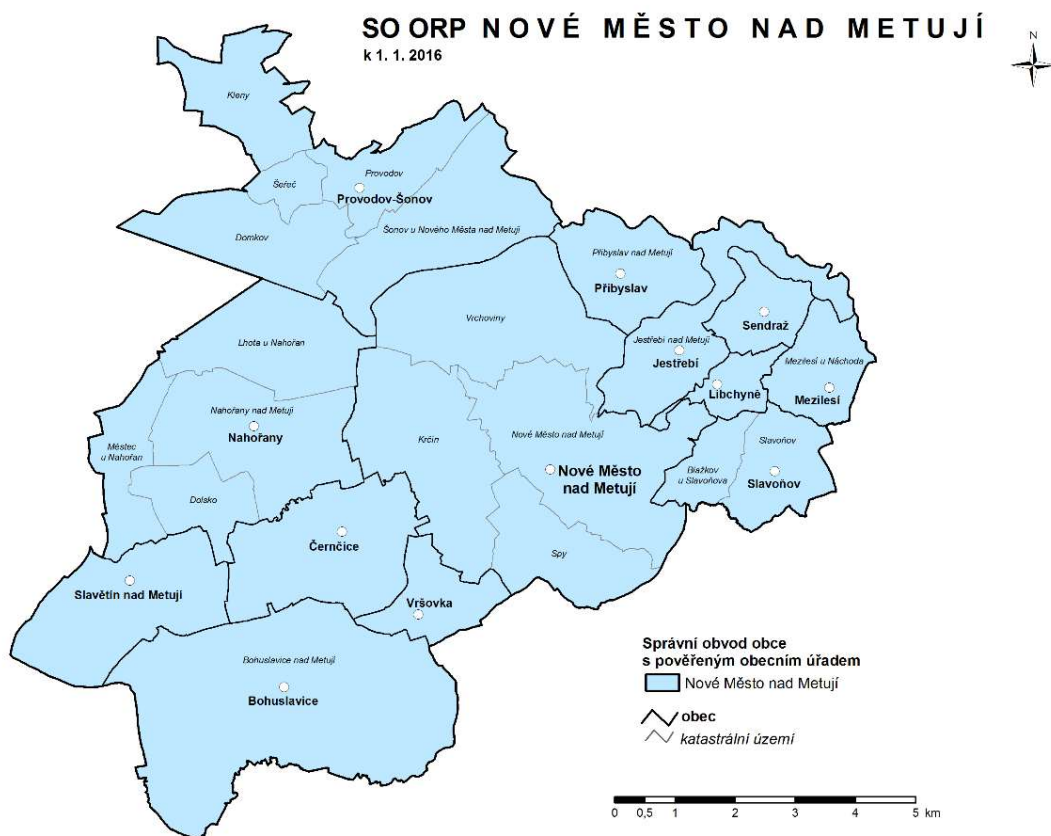 SO ORP NOVÉ MĚSTO NAD METUJÍ
k 1. 1. 2016
N
Kleny
Provodov
Šeřeč
Provodov-Šonov
Šonov u Nového Města nad Metují
Domkov
Přibyslav nad Metují
Přibyslav
Sendraž
Vrchoviny
Lhota u Nahořan
Jestřebí nad Metují
Jestřebí
Mezilesí u Náchoda
Mezilesí
Libchyně
Nahořany nad Metují
Nahořany
Městec
u Nahořan
Krčín
Nové Město nad Metují
Nové Město
nad Metují
Slavoňov
Slavoňov
Blažkov
u Slavoňova
Dolsko
Černčice
Spy
Slavětín nad Metují
Vršovka
Bohuslavice nad Metují
Bohuslavice
Správní obvod obce
s pověřeným obecním úřadem
Nové Město nad Metují
obec
katastrální území
0 0,5 1 2 3 4 5 km